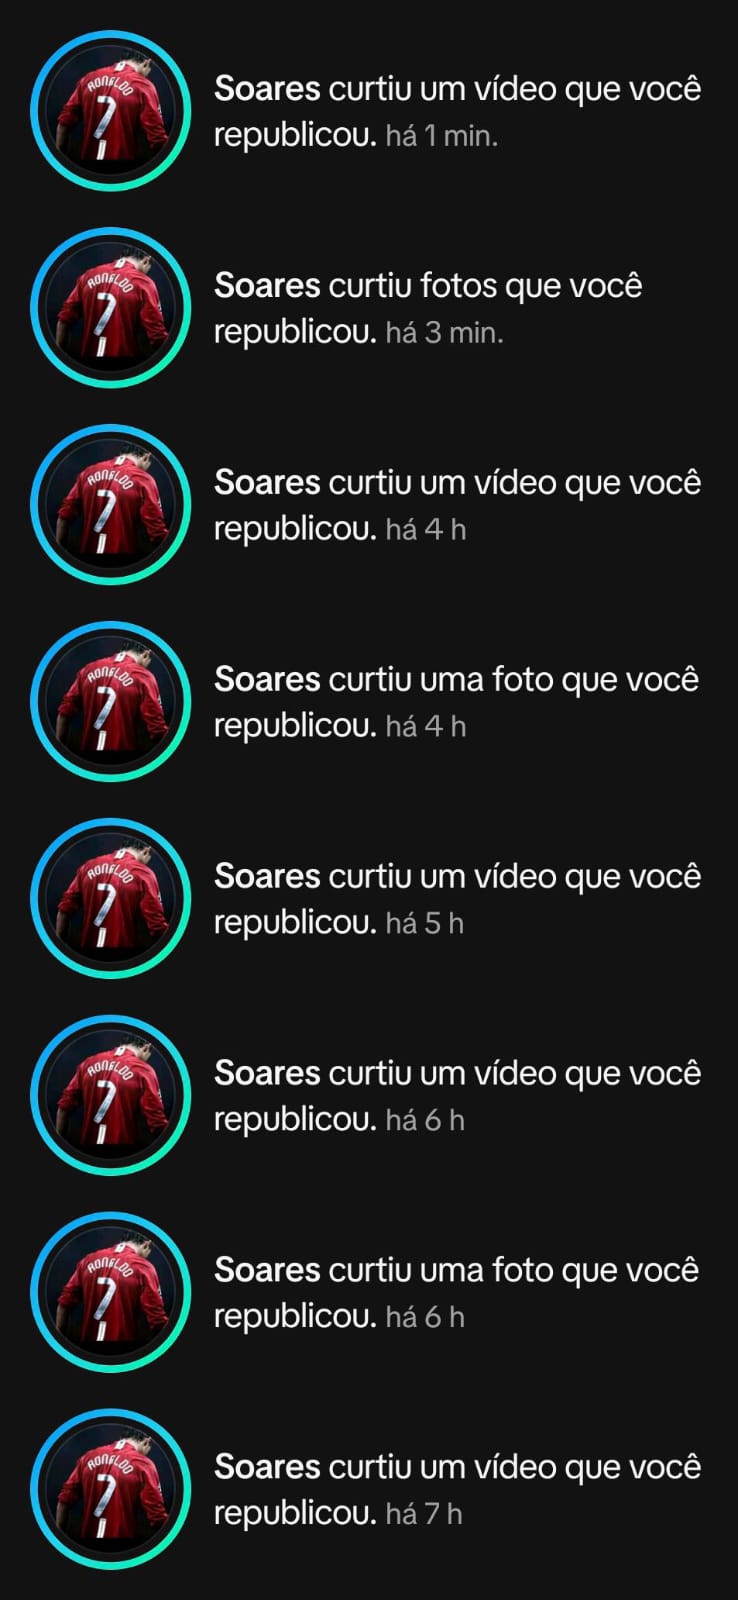 RONALDO
7
Soares curtiu um vídeo que você
republicou. há 1 min.
RONALDO
7
Soares curtiu fotos que você
republicou. há 3 min.
RONALDO
7
Soares curtiu um vídeo que você
republicou. há 4 h
RONALDO
7
Soares curtiu uma foto que você
republicou. há 4 h
RONALDO
7
Soares curtiu um vídeo que você
republicou. há 5 h
RONALDO
7
Soares curtiu um vídeo que você
republicou. há 6 h
RONALDO
7
Soares curtiu uma foto que você
republicou. há 6 h
RONALDO
7
Soares curtiu um vídeo que você
republicou. há 7 h